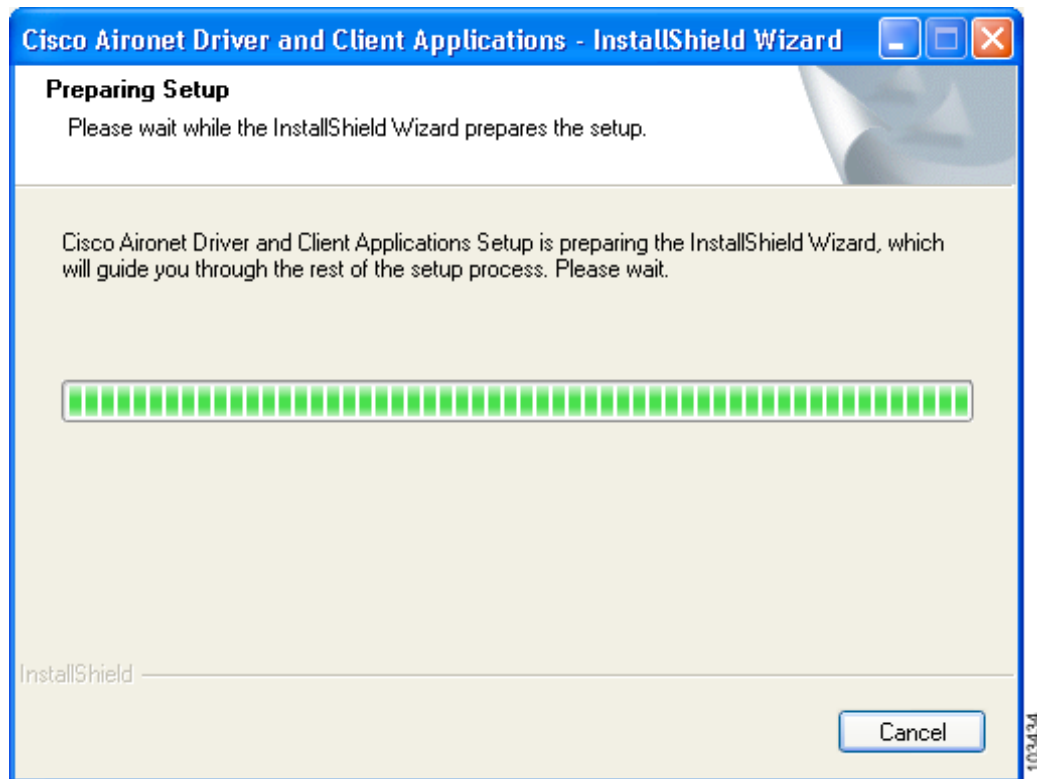 Cisco Aironet Driver and Client Applications - InstallShield Wizard
Preparing Setup
Please wait while the InstallShield Wizard prepares the setup.
Cisco Aironet Driver and Client Applications Setup is preparing the InstallShield Wizard, which
will guide you through the rest of the setup process. Please wait.
InstallShield
Cancel
103434